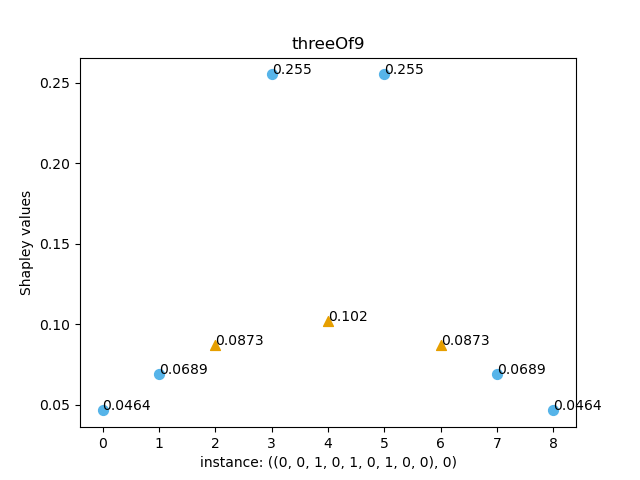 threeOf9
0.255 0.255
0.25
0.20
0.15
0.10
0.05
Shapley values
0.102
0.0873 0.0873
0.0689 0.0689
0.0464 0.0464
0 1 2 3 4 5 6 7 8
instance: ((0, 0, 1, 0, 1, 0, 1, 0, 0), 0)